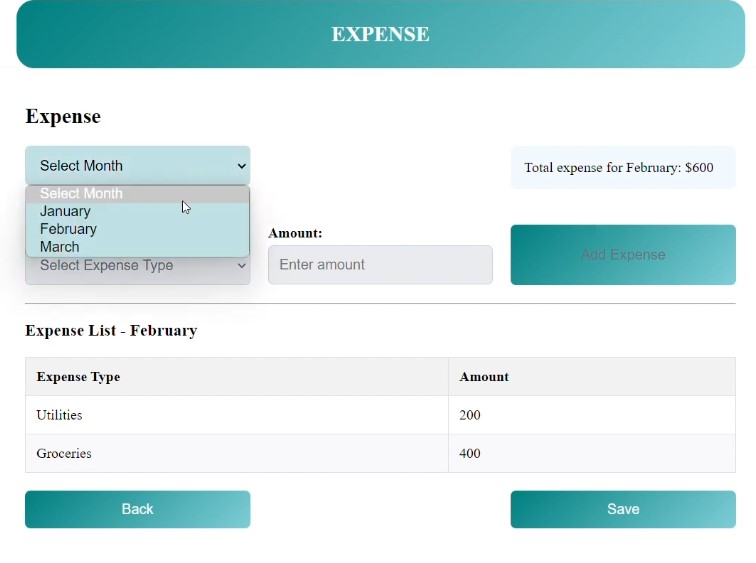 EXPENSE
Expense
Select Month
Total expense for February: $600
Select Month
January
February
March
Amount:
Select Expense Type
Enter amount
Add Expense
Expense List - February
Expense Type Amount
Utilities 200
Groceries 400
Back Save